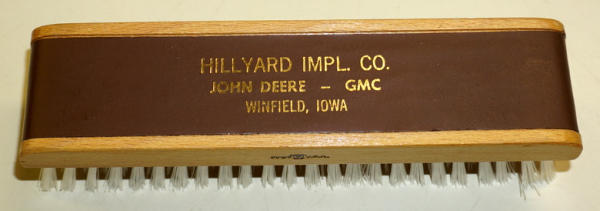 HILLYARD IMPL. CO.
JOHN DEERE – GMC
WINFIELD, IOWA